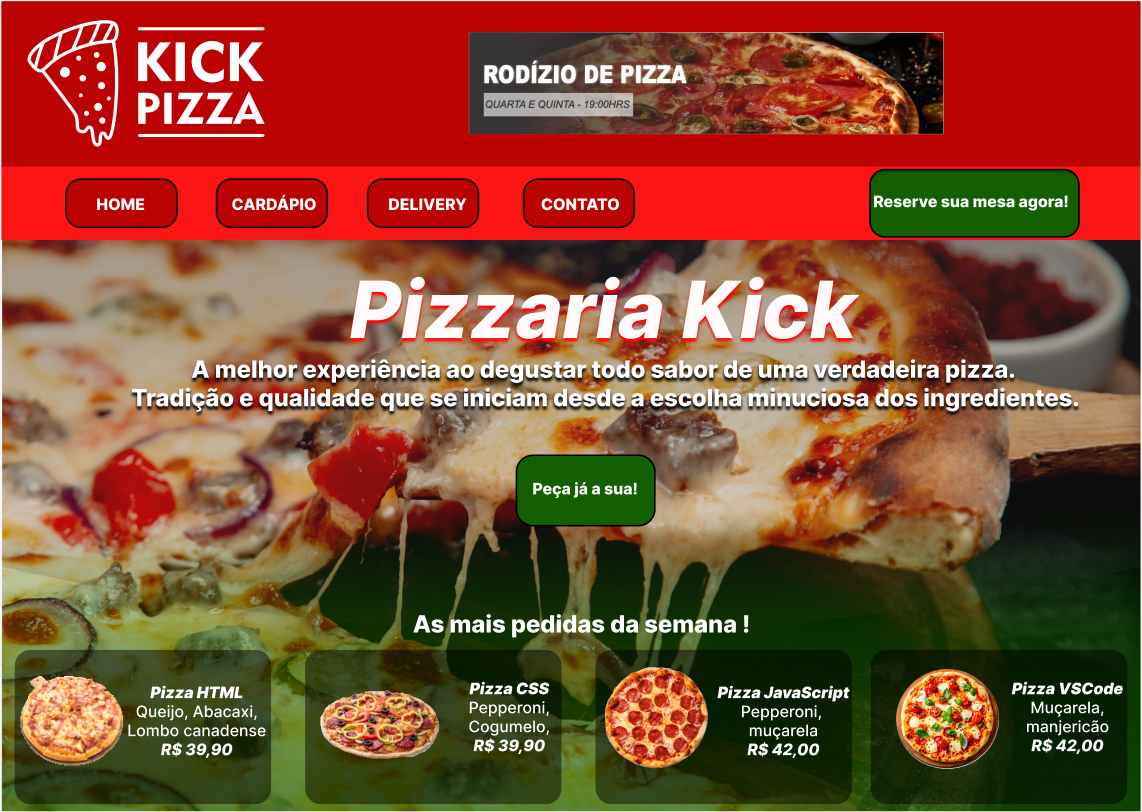 KICK
PIZZA
RODÍZIO DE PIZZA
QUARTA E QUINTA - 19:00HRS
HOME
CARDÁPIO
DELIVERY
CONTATO
Reserve sua mesa agora!
Pizzaria Kick
A melhor experiência ao degustar todo sabor de uma verdadeira pizza.
Tradição e qualidade que se iniciam desde a escolha minuciosa dos ingredientes.
Peça já a sua!
As mais pedidas da semana !
Pizza HTML
Queijo, Abacaxi,
Lombo canadense
R$ 39,90
Pizza CSS
Pepperoni,
Cogumelo,
R$ 39,90
Pizza JavaScript
Pepperoni,
muçarela
R$ 42,00
Pizza VSCode
Muçarela,
manjericão
R$ 42,00